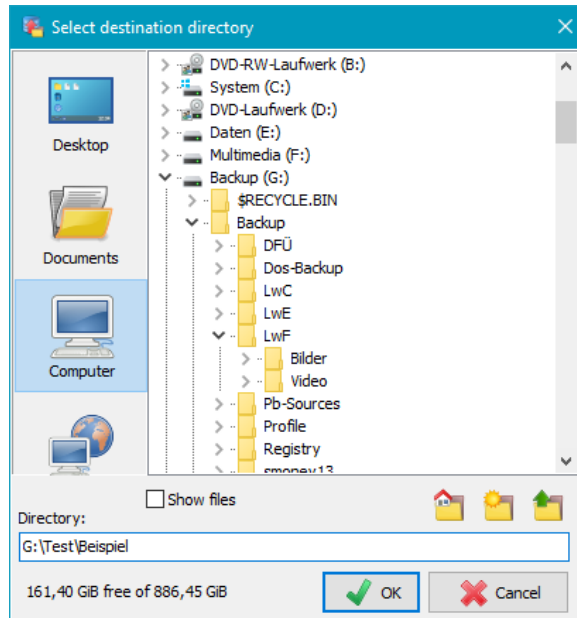 Select destination directory
Desktop
Documents
Computer
DVD-RW-Laufwerk (B:)
System (C:)
DVD-Laufwerk (D:)
Daten (E:)
Multimedia (F:)
Backup (G:)
$RECYCLE.BIN
Backup
DFÜ
Dos-Backup
LwC
LwE
LwF
Bilder
Video
Pb-Sources
Profile
Registry
smoney13
Show files
Directory:
G:\Test\Beispiel
161,40 GiB free of 886,45 GiB
OK
Cancel